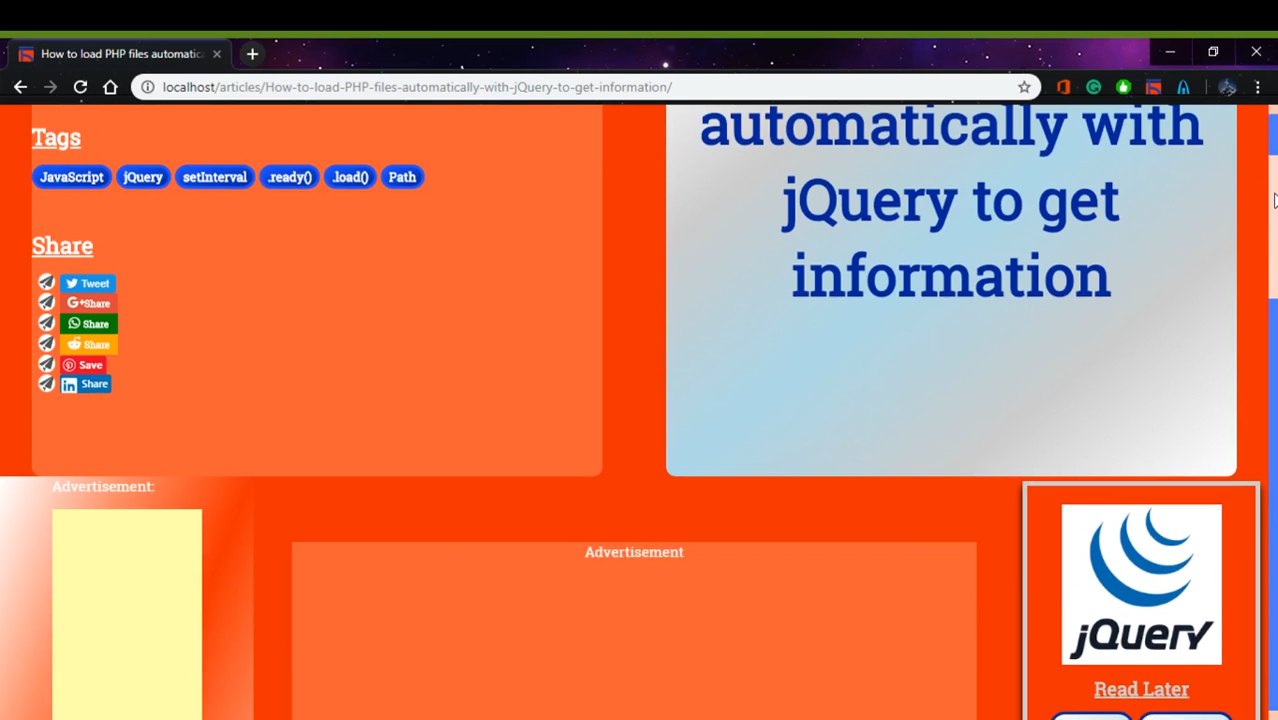 How to load PHP files automatica
localhost/articles/How-to-load-PHP-files-automatically-with-jQuery-to-get-information/
Tags
JavaScript jQuery setInterval .ready() .load() Path
Share
Tweet
G+Share
Share
Share
Save
in Share
automatically with
jQuery to get
information
Advertisement:
Advertisement
jQuery
Read Later